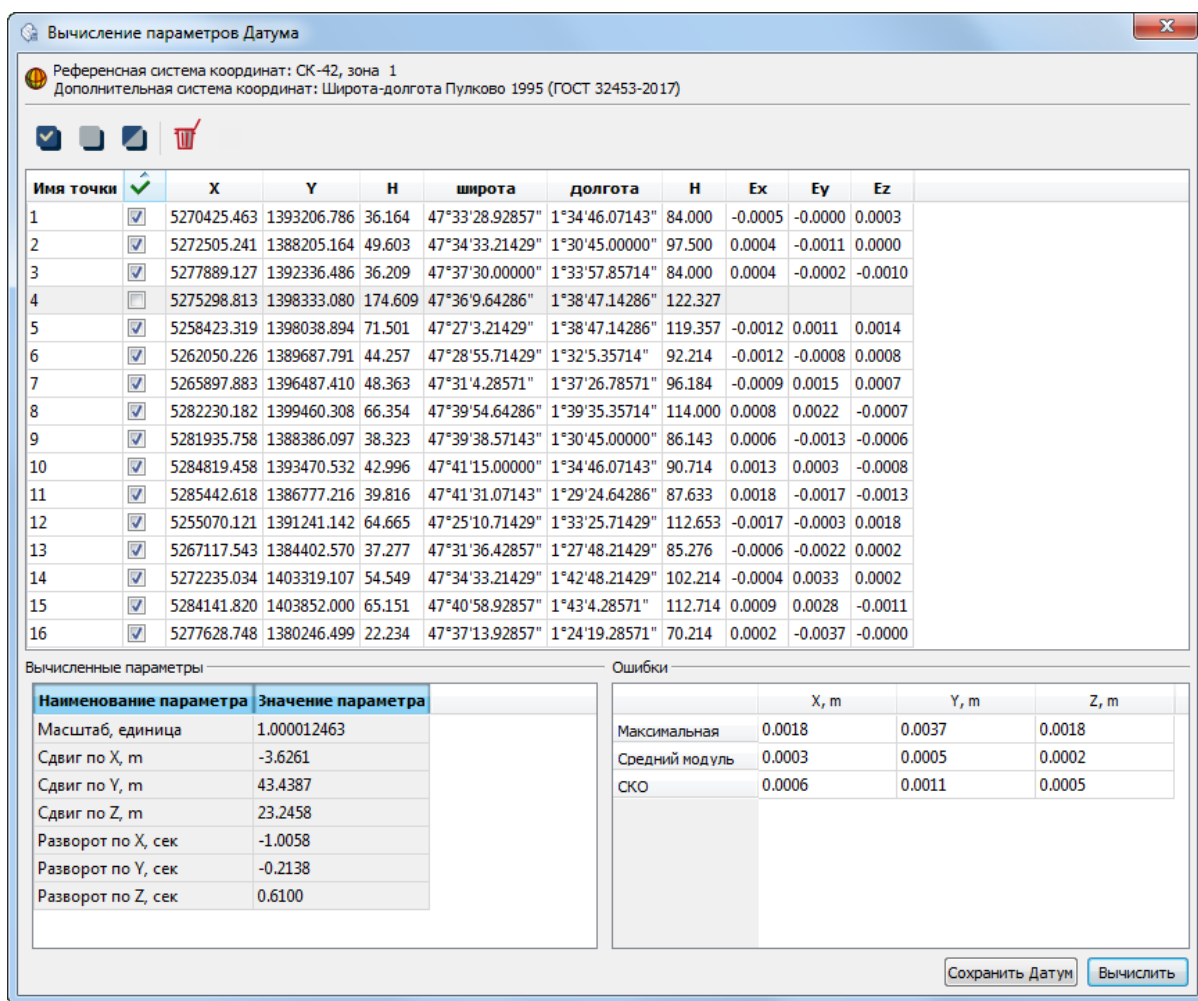 Вычисление параметров Датума
Референсная система координат: СК-42, зона 1
Дополнительная система координат: Широта-долгота Пулково 1995 (ГОСТ 32453-2017)
Имя точки X Y H широта долгота H Ex Ey Ez
1 5270425.463 1393206.786 36.164 47°33'28.92857" 1°34'46.07143" 84.000 -0.0005 -0.0000 0.0003
2 5272505.241 1388205.164 49.603 47°34'33.21429" 1°30'45.00000" 97.500 0.0004 -0.0011 0.0000
3 5277889.127 1392336.486 36.209 47°37'30.00000" 1°33'57.85714" 84.000 0.0004 -0.0002 -0.0010
4 5275298.813 1398333.080 174.609 47°36'9.64286" 1°38'47.14286" 122.327
5 5258423.319 1398038.894 71.501 47°27'3.21429" 1°38'47.14286" 119.357 -0.0012 0.0011 0.0014
6 5262050.226 1389687.791 44.257 47°28'55.71429" 1°32'5.35714" 92.214 -0.0012 -0.0008 0.0008
7 5265897.883 1396487.410 48.363 47°31'4.28571" 1°37'26.78571" 96.184 -0.0009 0.0015 0.0007
8 5282230.182 1399460.308 66.354 47°39'54.64286" 1°39'35.35714" 114.000 0.0008 0.0022 -0.0007
9 5281935.758 1388386.097 38.323 47°39'38.57143" 1°30'45.00000" 86.143 0.0006 -0.0013 -0.0006
10 5284819.458 1393470.532 42.996 47°41'15.00000" 1°34'46.07143" 90.714 0.0013 0.0003 -0.0008
11 5285442.618 1386777.216 39.816 47°41'31.07143" 1°29'24.64286" 87.633 0.0018 -0.0017 -0.0013
12 5255070.121 1391241.142 64.665 47°25'10.71429" 1°33'25.71429" 112.653 -0.0017 -0.0003 0.0018
13 5267117.543 1384402.570 37.277 47°31'36.42857" 1°27'48.21429" 85.276 -0.0006 -0.0022 0.0002
14 5272235.034 1403319.107 54.549 47°34'33.21429" 1°42'48.21429" 102.214 -0.0004 0.0033 0.0002
15 5284141.820 1403852.000 65.151 47°40'58.92857" 1°43'4.28571" 112.714 0.0009 0.0028 -0.0011
16 5277628.748 1380246.499 22.234 47°37'13.92857" 1°24'19.28571" 70.214 0.0002 -0.0037 -0.0000
Вычисленные параметры
Наименование параметра Значение параметра
Масштаб, единица 1.000012463
Сдвиг по X, m -3.6261
Сдвиг по Y, m 43.4387
Сдвиг по Z, m 23.2458
Разворот по X, сек -1.0058
Разворот по Y, сек -0.2138
Разворот по Z, сек 0.6100
Ошибки
X, m Y, m Z, m
Максимальная 0.0018 0.0037 0.0018
Средний модуль 0.0003 0.0005 0.0002
СКО 0.0006 0.0011 0.0005
Сохранить Датум Вычислить